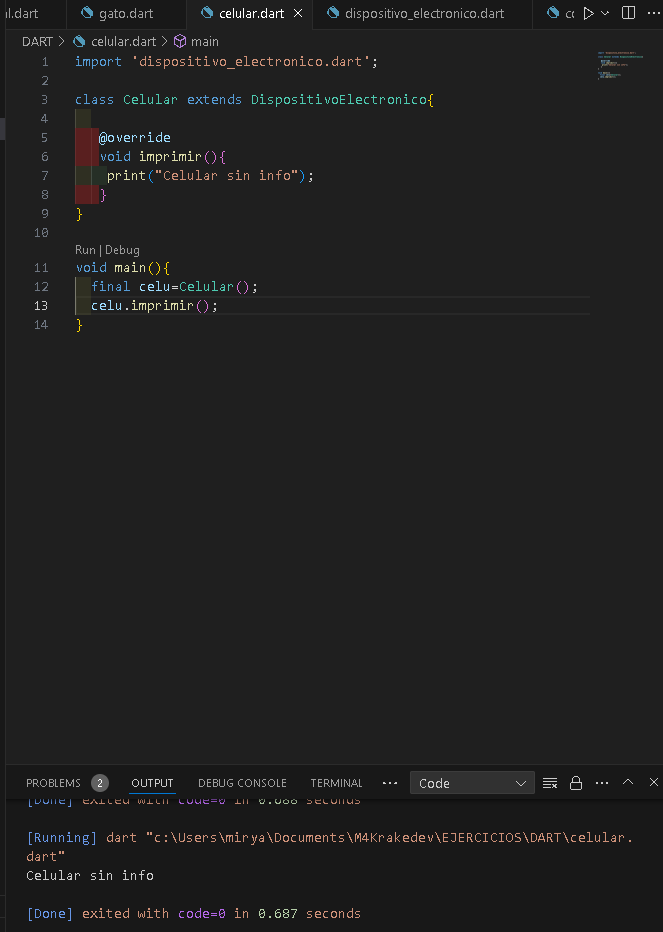 l.dart
gato.dart
celular.dart
dispositivo_electronico.dart
DART > celular.dart > main
1 import 'dispositivo_electronico.dart';
2
3 class Celular extends DispositivoElectronico{
4
5 @override
6 void imprimir(){
7 print("Celular sin info");
8 }
9 }
10
Run | Debug
11 void main(){
12 final celu=Celular();
13 celu.imprimir();
14 }
PROBLEMS 2 OUTPUT DEBUG CONSOLE TERMINAL ... Code
[Done] exited with code=0 in 0.688 seconds
[Running] dart "c:\Users\mirya\Documents\M4Krakedev\EJERCICIOS\DART\celular.
dart"
Celular sin info
[Done] exited with code=0 in 0.687 seconds